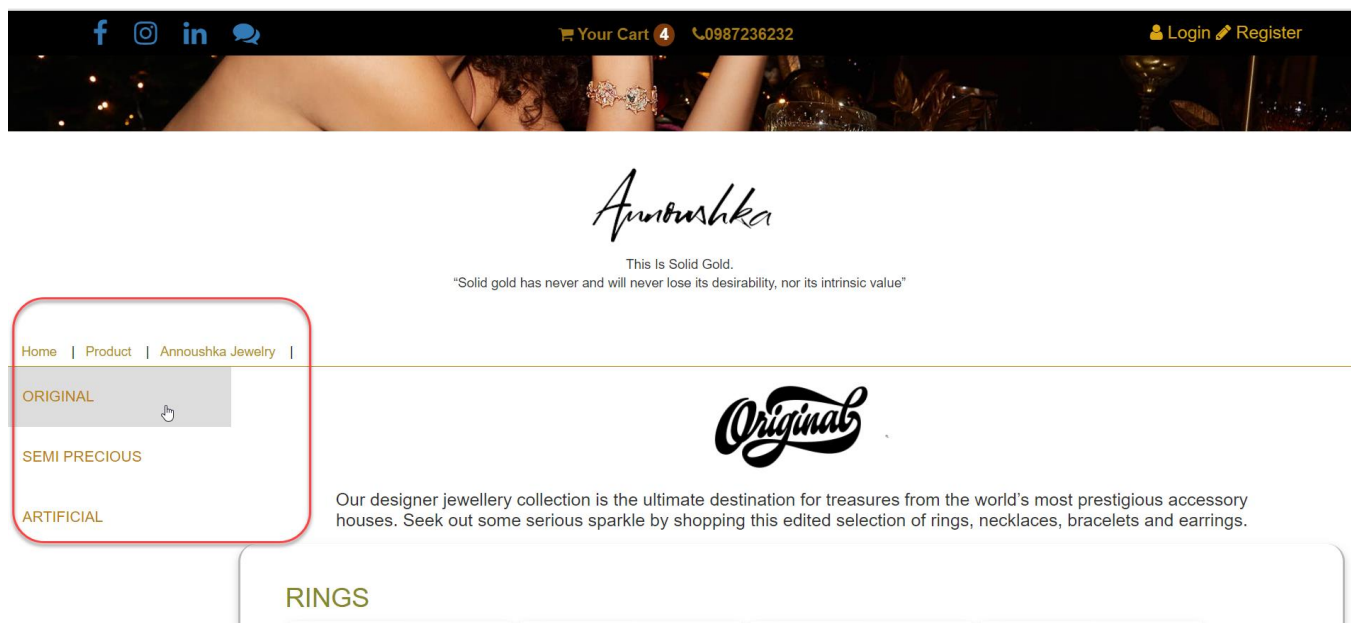 Your Cart 4 0987236232
Login Register
Annoushka
This Is Solid Gold.
“Solid gold has never and will never lose its desirability, nor its intrinsic value”
Home | Product | Annoushka Jewelry |
ORIGINAL
SEMI PRECIOUS
ARTIFICIAL
Original
Our designer jewellery collection is the ultimate destination for treasures from the world’s most prestigious accessory
houses. Seek out some serious sparkle by shopping this edited selection of rings, necklaces, bracelets and earrings.
RINGS